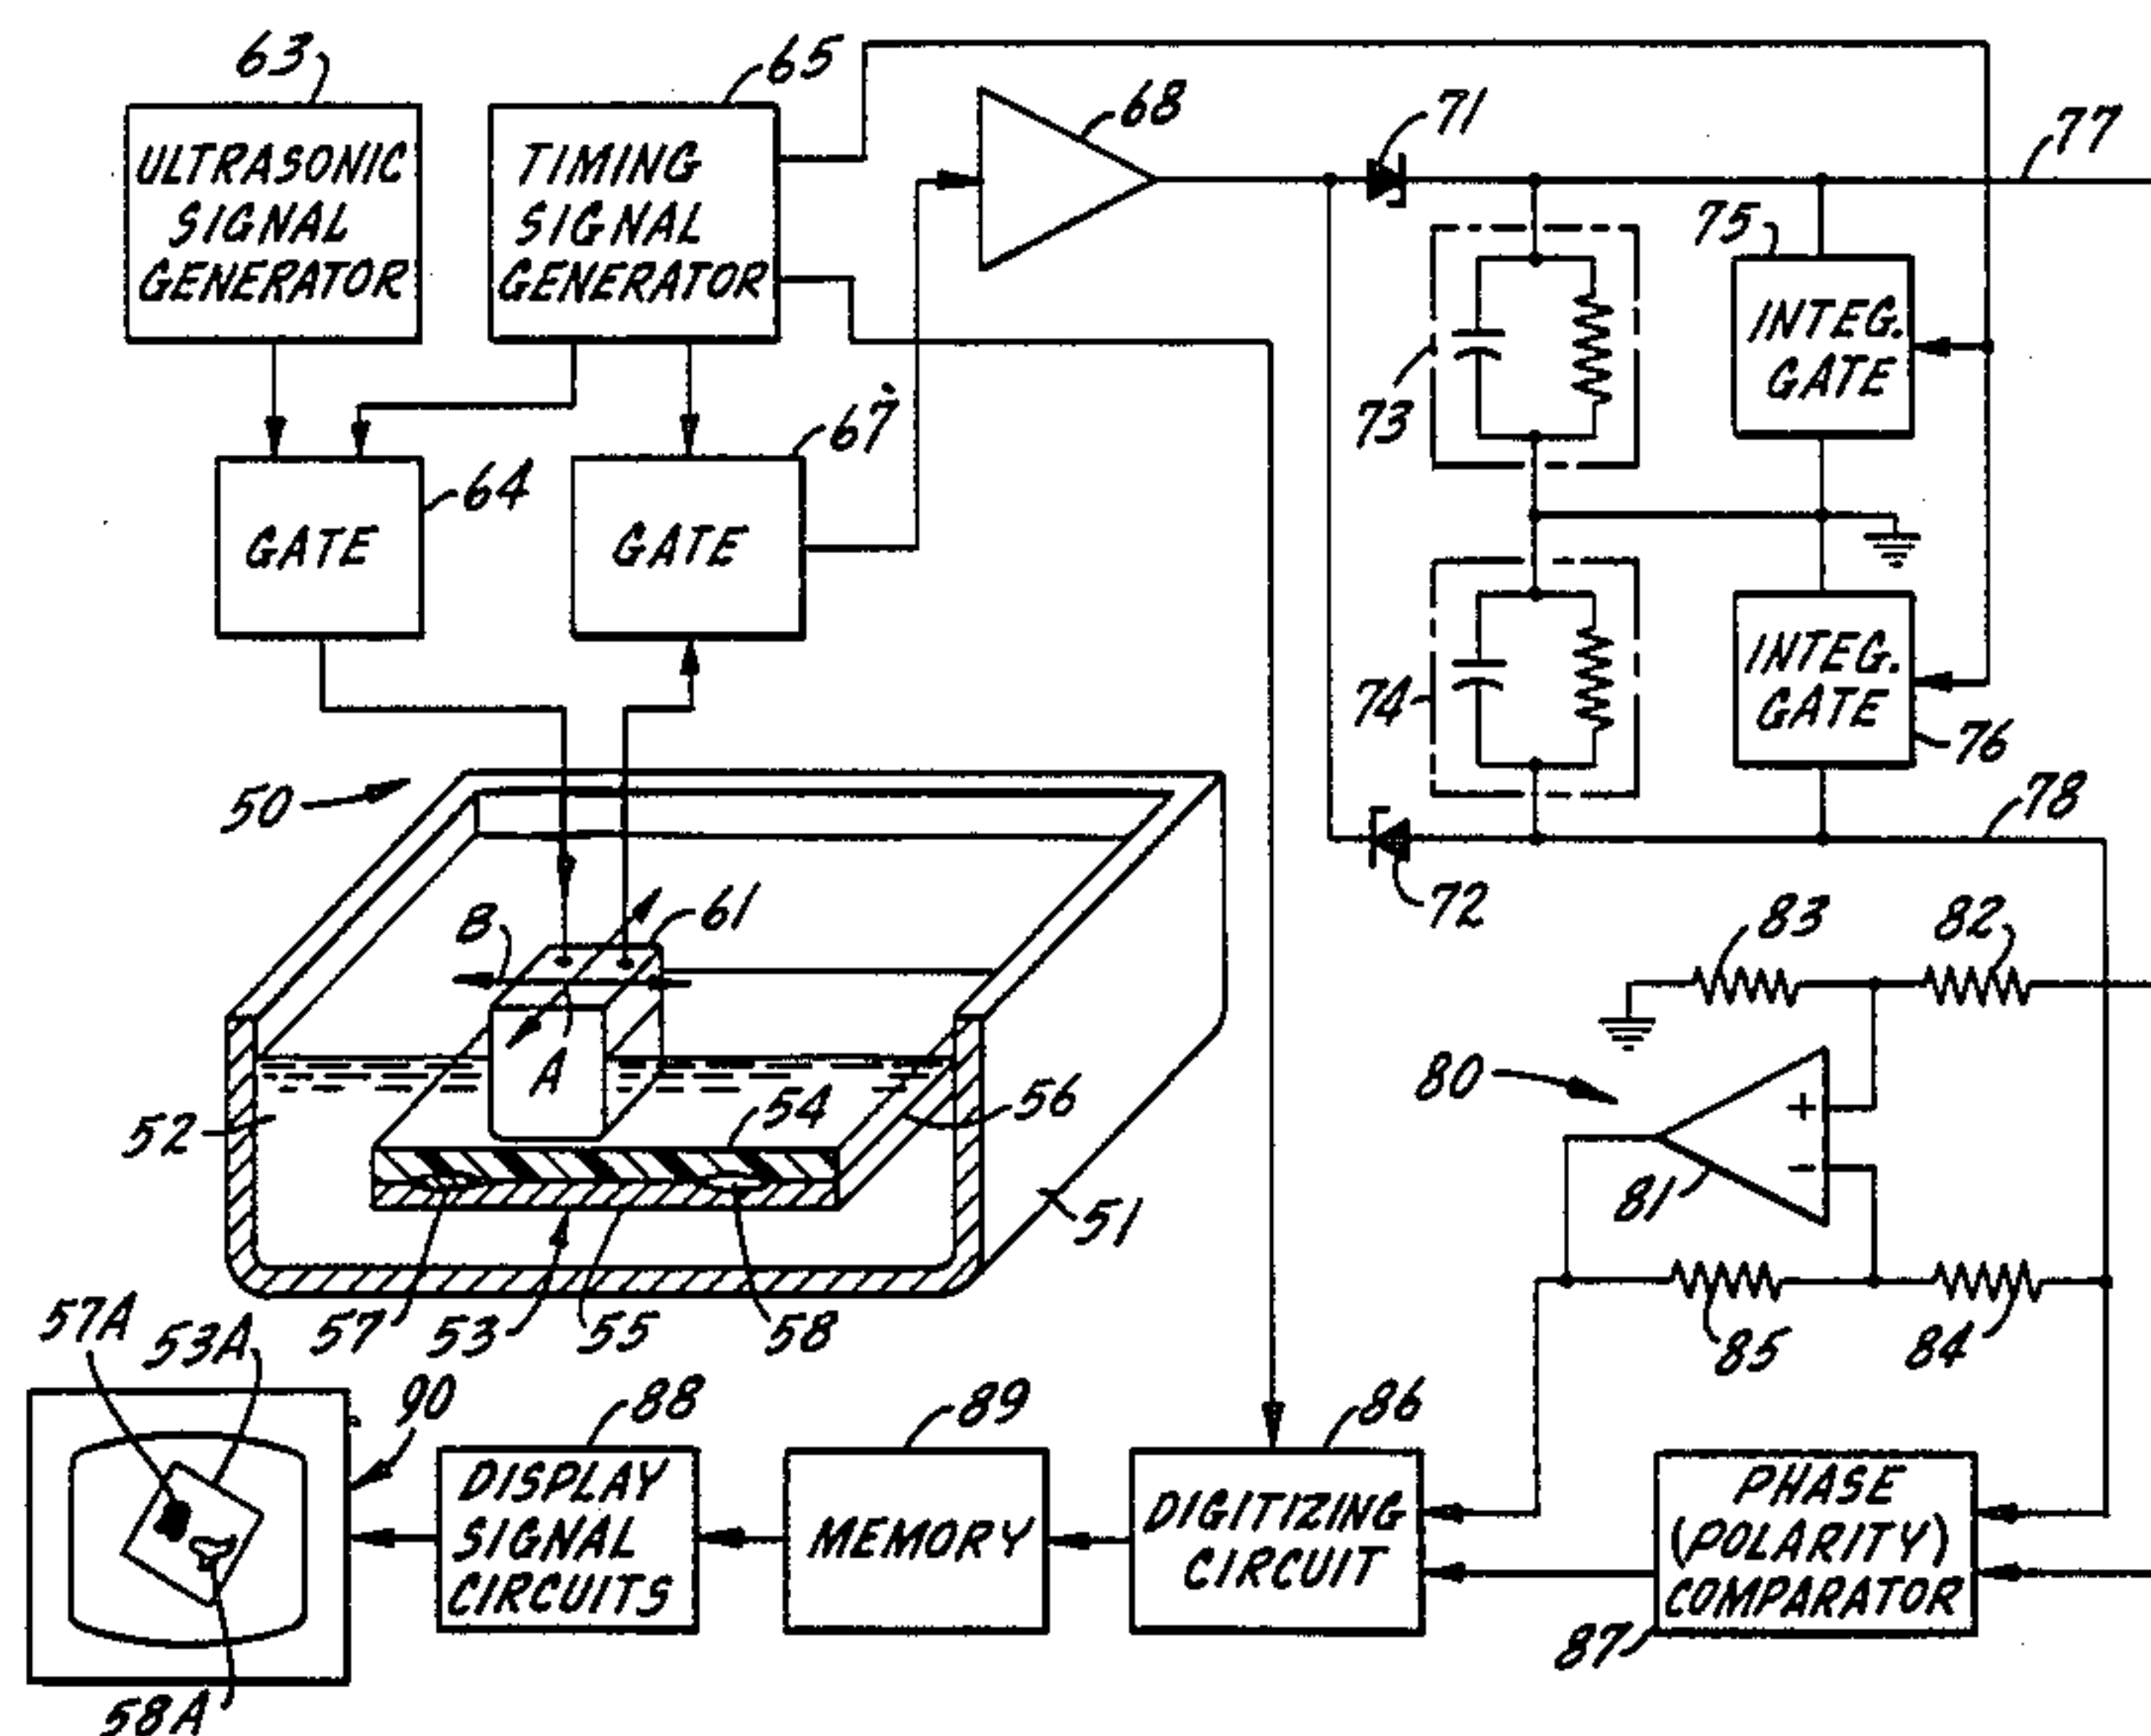 63
65
68
71
77
ULTRASONIC
SIGNAL
GENERATOR
TIMING
SIGNAL
GENERATOR
75
INTEG.
GATE
73
67
64
GATE
GATE
74
INTEG.
GATE
76
50
78
72
B
61
83
82
A
54
56
80
52
+
-
81
51
57
53
55
58
85
84
57A
53A
90
88
89
86
DISPLAY
SIGNAL
CIRCUITS
MEMORY
DIGITIZING
CIRCUIT
PHASE
(POLARITY)
COMPARATOR
87
58A